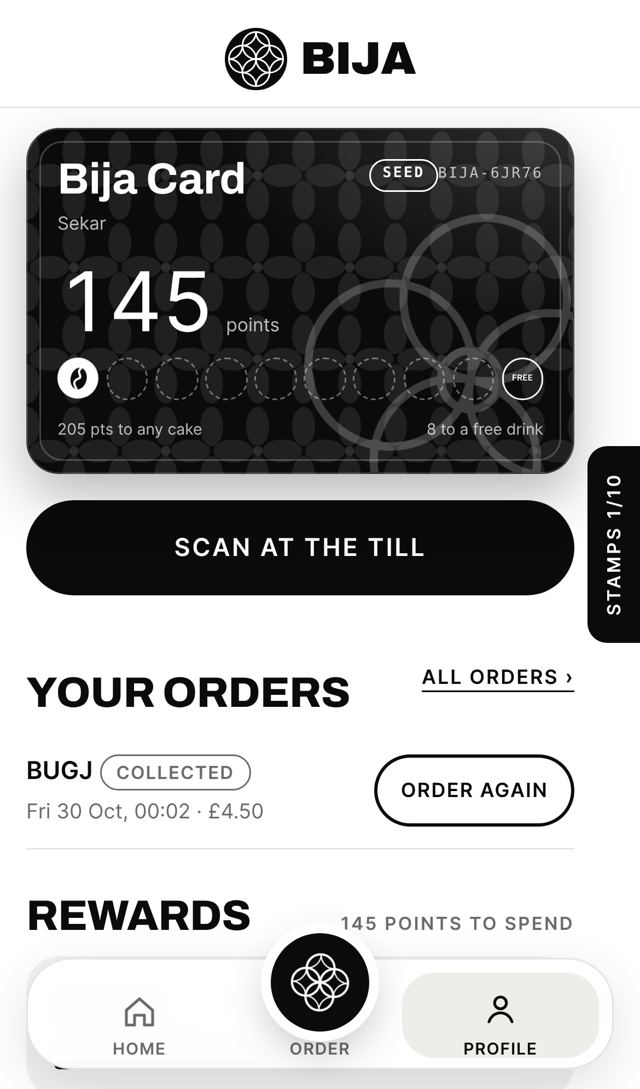 BIJA
Bija Card
SEED BIJA-6JR76
Sekar
145 points
FREE
205 pts to any cake
8 to a free drink
SCAN AT THE TILL
STAMPS 1/10
YOUR ORDERS
ALL ORDERS ›
BUGJ COLLECTED
Fri 30 Oct, 00:02 · £4.50
ORDER AGAIN
REWARDS
145 POINTS TO SPEND
HOME
ORDER
PROFILE